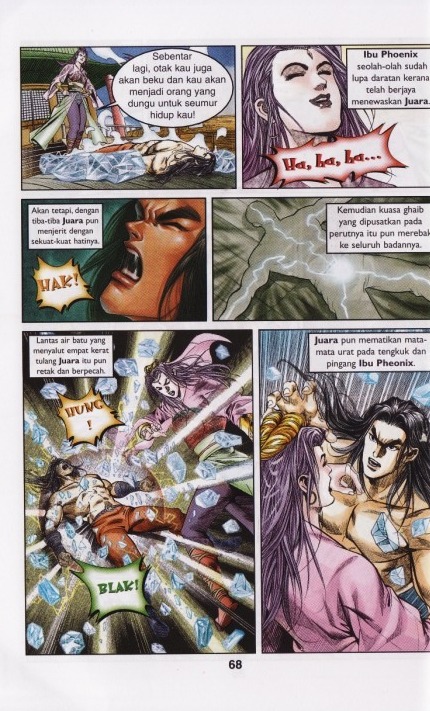 Sebentar
lagi, otak kau juga
akan beku dan kau akan
menjadi orang yang
dungu untuk seumur
hidup kau!
Ibu Phoenix
seolah-olah sudah
lupa daratan kerana
telah berjaya
menewaskan Juara.
Ha, ha, ha...
Akan tetapi, dengan
tiba-tiba Juara pun
menjerit dengan
sekuat-kuat hatinya.
HAK!
Kemudian kuasa ghaib
yang dipusatkan pada
perutnya itu pun merebak
ke seluruh badannya.
Lantas air batu yang
menyalut empat kerat
tulang Juara itu pun
retak dan berpecah.
HUNG
!
BLAK!
Juara pun mematikan mata-
mata urat pada tengkuk dan
pingang Ibu Pheonix.
68